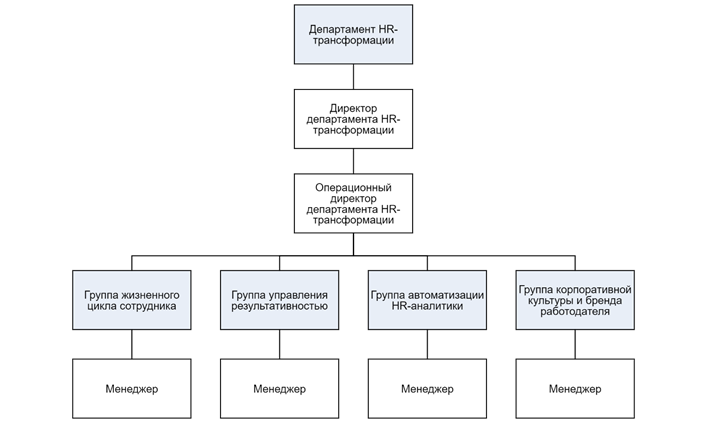 Департамент HR-
трансформации
Директор
департамента HR-
трансформации
Операционный
директор
департамента HR-
трансформации
Группа жизненного
цикла сотрудника
Группа управления
результативностью
Группа автоматизации
HR-аналитики
Группа корпоративной
культуры и бренда
работодателя
Менеджер
Менеджер
Менеджер
Менеджер